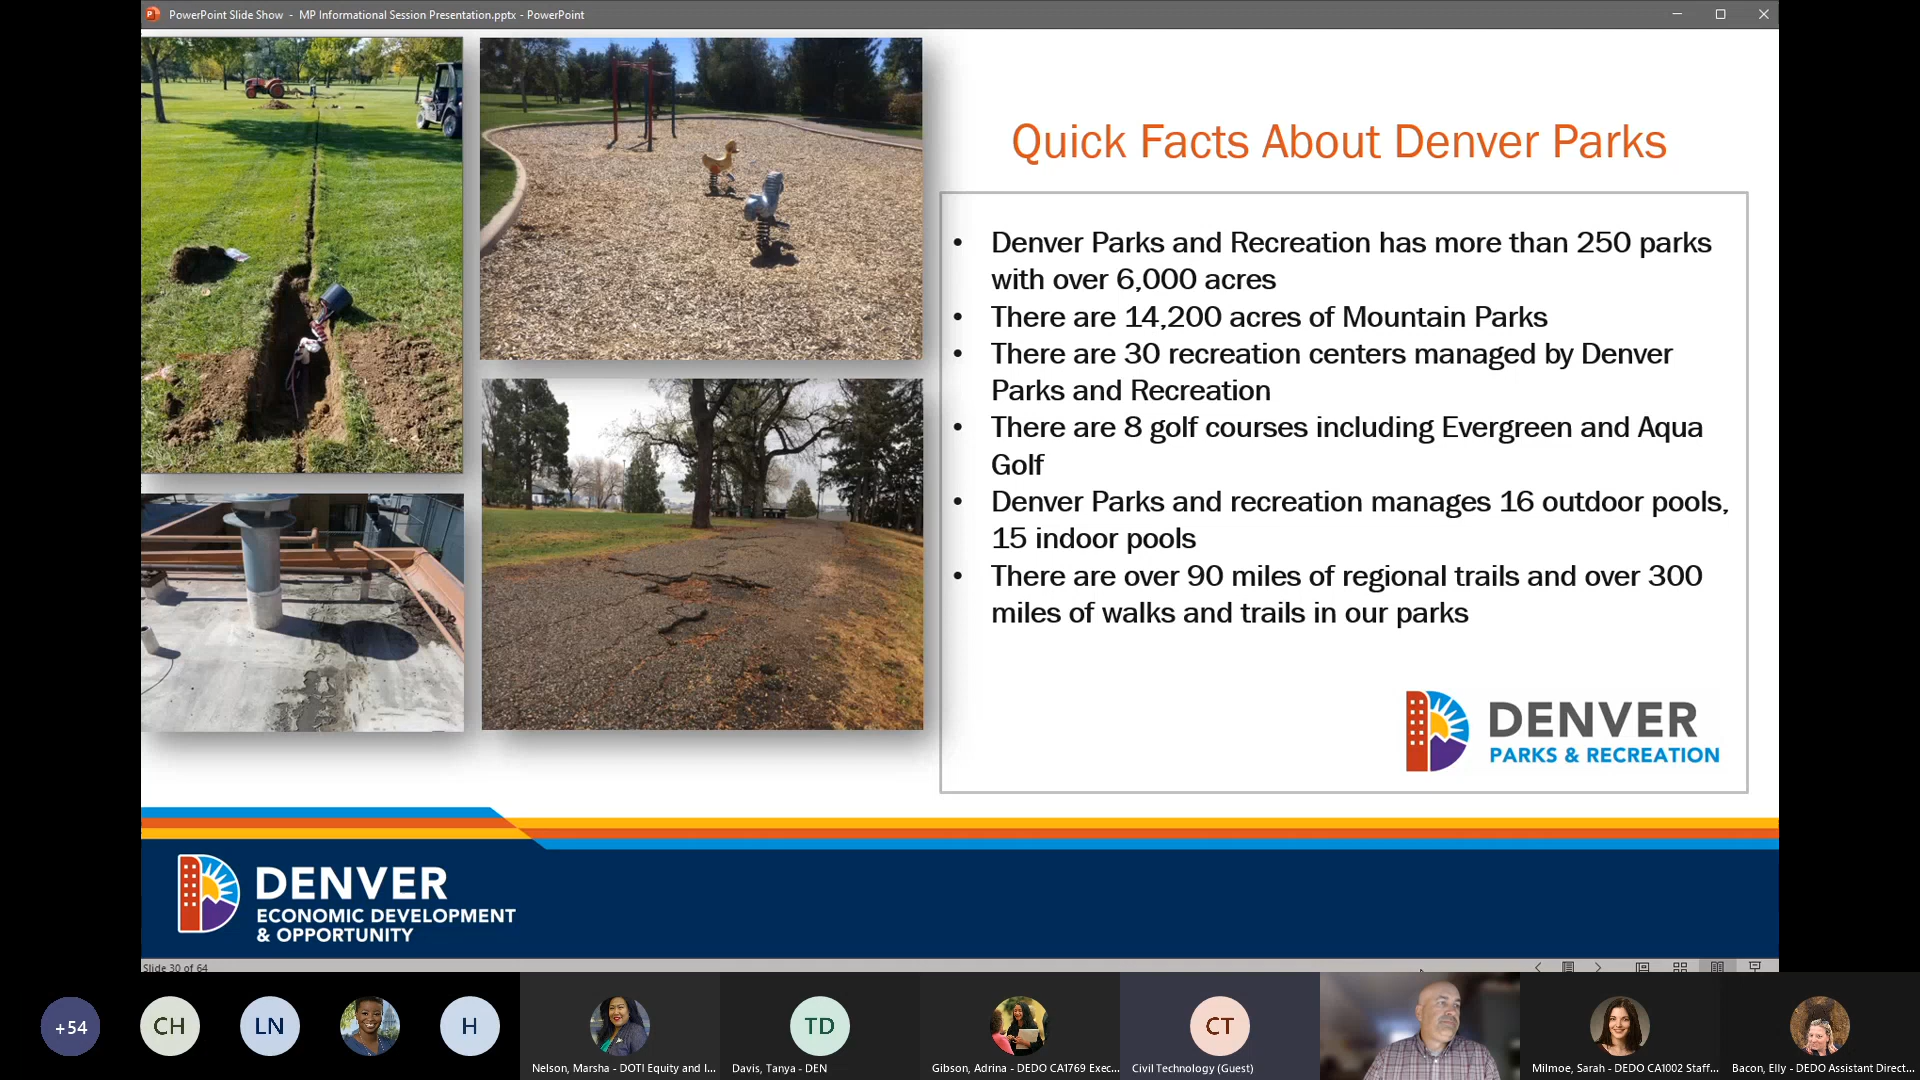 PowerPoint Slide Show - MP Informational Session Presentation.pptx - PowerPoint
Quick Facts About Denver Parks
• Denver Parks and Recreation has more than 250 parks
with over 6,000 acres
• There are 14,200 acres of Mountain Parks
• There are 30 recreation centers managed by Denver
Parks and Recreation
• There are 8 golf courses including Evergreen and Aqua
Golf
• Denver Parks and recreation manages 16 outdoor pools,
15 indoor pools
• There are over 90 miles of regional trails and over 300
miles of walks and trails in our parks
DENVER
PARKS & RECREATION
DENVER
ECONOMIC DEVELOPMENT
& OPPORTUNITY
Slide 30 of 64
+54
CH
LN
H
TD
CT
Nelson, Marsha - DOTI Equity and I...
Davis, Tanya - DEN
Gibson, Adrina - DEDO CA1769 Exec...
Civil Technology (Guest)
Milmoe, Sarah - DEDO CA1002 Staff...
Bacon, Elly - DEDO Assistant Direct...